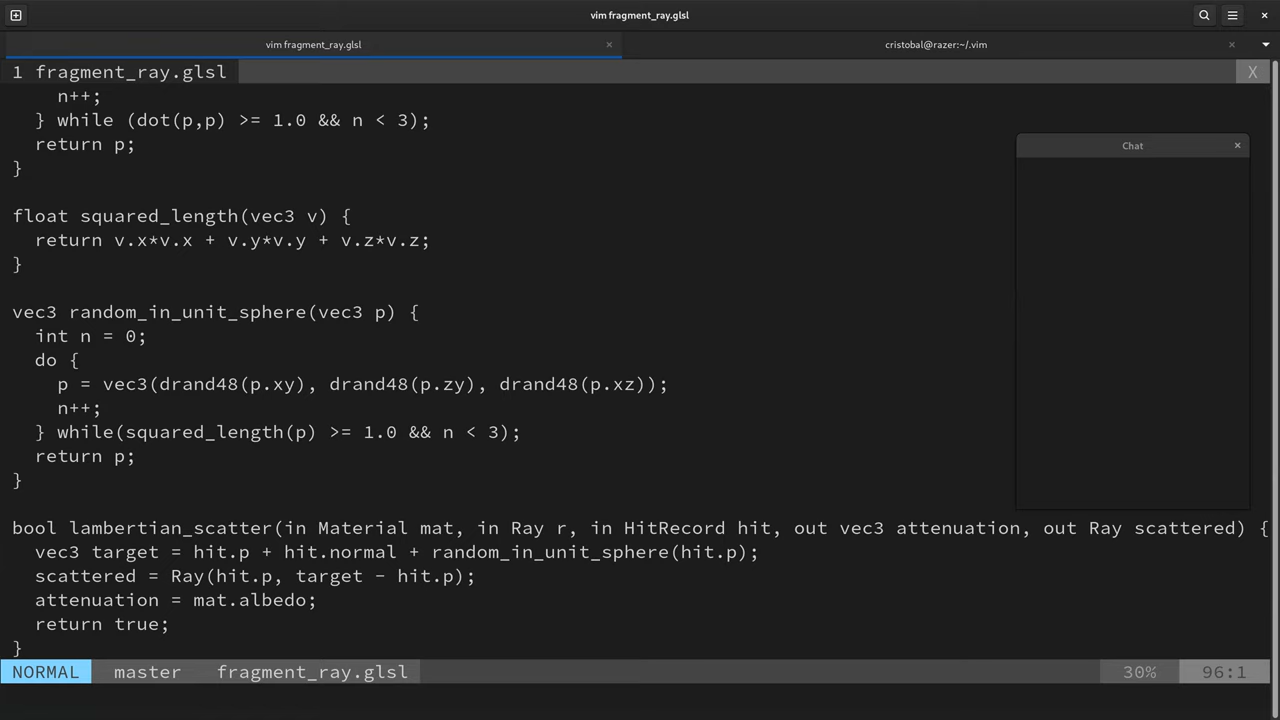 vim fragment_ray.glsl
vim fragment_ray.glsl ×
cristobal@razer:~/.vim ×
1 fragment_ray.glsl X
    n++;
  } while (dot(p,p) >= 1.0 && n < 3);
  return p;
}
float squared_length(vec3 v) {
  return v.x*v.x + v.y*v.y + v.z*v.z;
}
vec3 random_in_unit_sphere(vec3 p) {
  int n = 0;
  do {
    p = vec3(drand48(p.xy), drand48(p.zy), drand48(p.xz));
    n++;
  } while(squared_length(p) >= 1.0 && n < 3);
  return p;
}
bool lambertian_scatter(in Material mat, in Ray r, in HitRecord hit, out vec3 attenuation, out Ray scattered) {
  vec3 target = hit.p + hit.normal + random_in_unit_sphere(hit.p);
  scattered = Ray(hit.p, target - hit.p);
  attenuation = mat.albedo;
  return true;
}
Chat ×
NORMAL master fragment_ray.glsl 30% 96:1